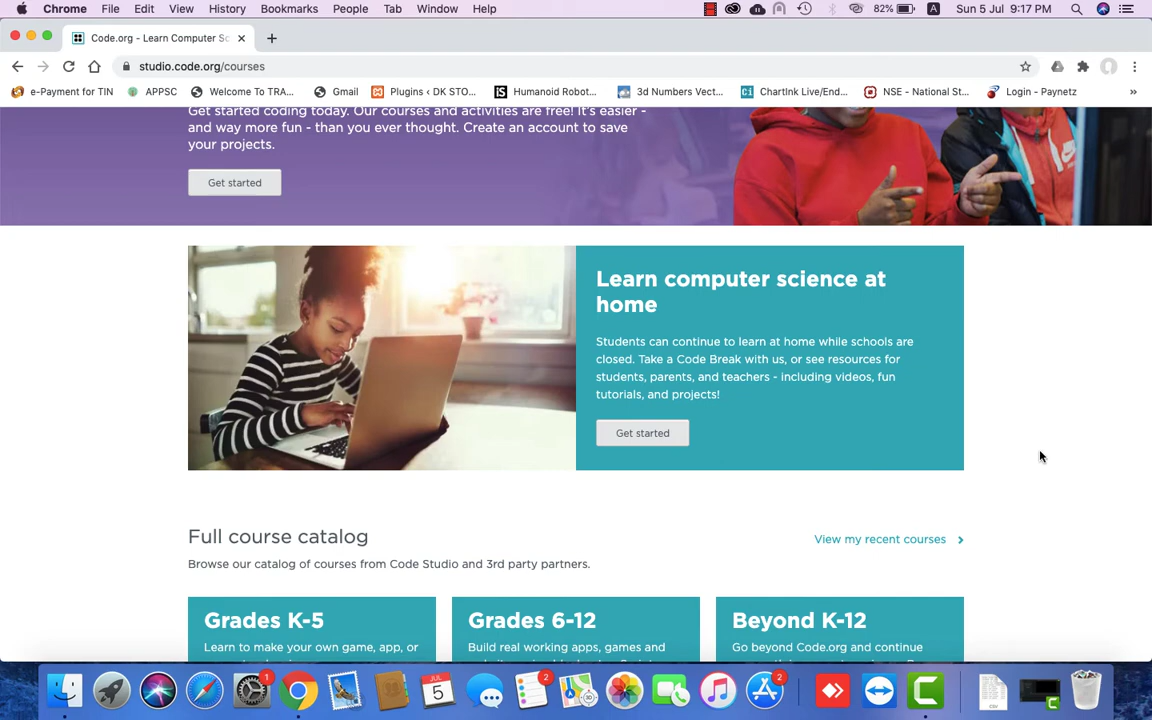 Chrome File Edit View History Bookmarks People Tab Window Help 82% A Sun 5 Jul 9:17 PM
Code.org - Learn Computer Sc
studio.code.org/courses
e-Payment for TIN APPSC Welcome To TRA... Gmail Plugins ‹ DK STO... Humanoid Robot... 3d Numbers Vect... ChartInk Live/End... NSE - National St... Login - Paynetz »
Get started coding today. Our courses and activities are free! It's easier -
and way more fun - than you ever thought. Create an account to save
your projects.
Get started
Learn computer science at
home
Students can continue to learn at home while schools are
closed. Take a Code Break with us, or see resources for
students, parents, and teachers - including videos, fun
tutorials, and projects!
Get started
Full course catalog
View my recent courses
Browse our catalog of courses from Code Studio and 3rd party partners.
Grades K-5
Learn to make your own game, app, or
Grades 6-12
Build real working apps, games and
Beyond K-12
Go beyond Code.org and continue
1 JUL 5 2 2